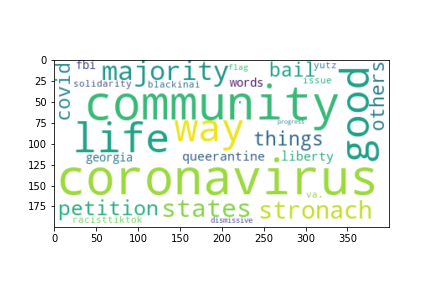 0
25
50
75
100
125
150
175
0 50 100 150 200 250 300 350
fbi majority flag bail yutz
covid solidarity blackinai words issue good others
community
progress
life way things
georgia queerantine liberty
coronavirus
va.
petition states stronach
racisttiktok dismissive